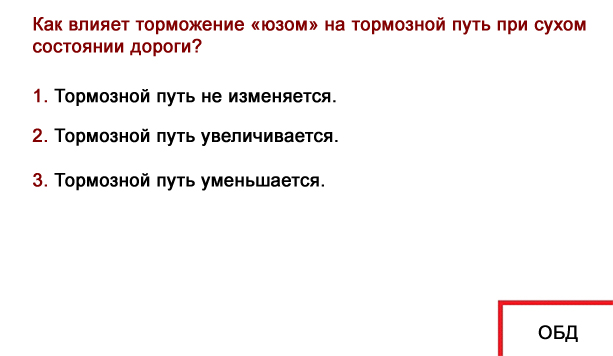 Как влияет торможение «юзом» на тормозной путь при сухом
состоянии дороги?
1. Тормозной путь не изменяется.
2. Тормозной путь увеличивается.
3. Тормозной путь уменьшается.
ОБД